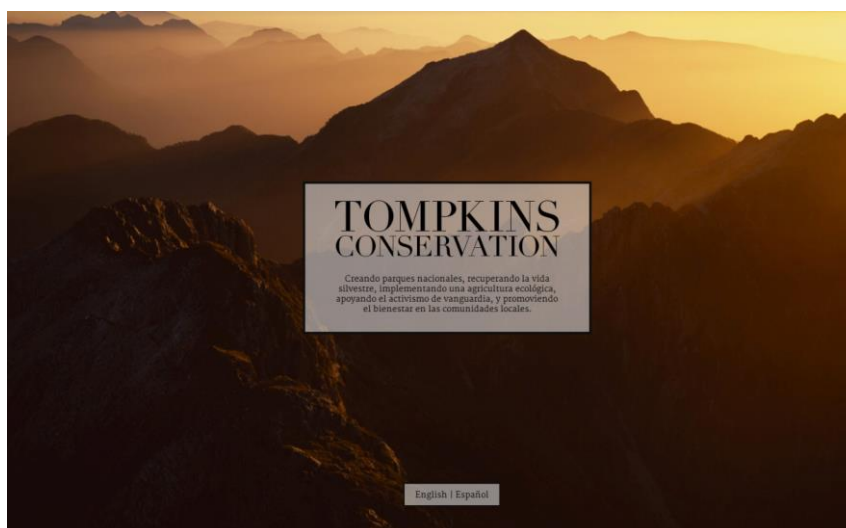 TOMPKINS
CONSERVATION
Creando parques nacionales, recuperando la vida
silvestre, implementando una agricultura ecológica,
apoyando el activismo de vanguardia, y promoviendo
el bienestar en las comunidades locales.
English | Español